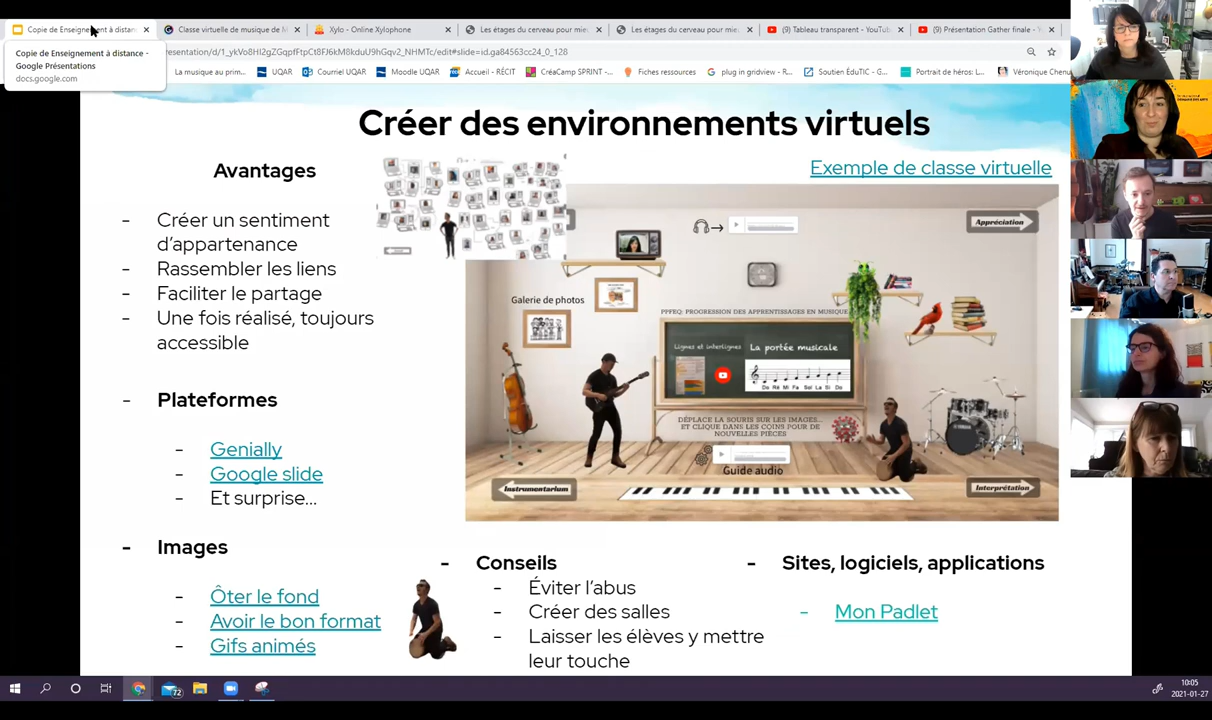 Copie de Enseignement à distan
Classe virtuelle de musique de M
Xylo - Online Xylophone
Les étages du cerveau pour mie
Les étages du cerveau pour mie
(2) Tableau transparent - YouTu
(2) Présentation Gather finale - Y
Copie de Enseignement à distance -
Google Présentations
docs.google.com
La musique au prim...
UQAR
Courriel UQAR
Moodle UQAR
Accueil - RÉCIT
CréaCamp SPRINT -...
Fiches ressources
plug in gridview - R...
Soutien ÉduTIC - G...
Portrait de héros: L...
Véronique Chenu
Créer des environnements virtuels
Avantages
- Créer un sentiment
d'appartenance
- Rassembler les liens
- Faciliter le partage
- Une fois réalisé, toujours
accessible
- Plateformes
- Genially
- Google slide
- Et surprise...
- Images
- Ôter le fond
- Avoir le bon format
- Gifs animés
Exemple de classe virtuelle
Appréciation
Galerie de photos
PPFEQ: PROGRESSION DES APPRENTISSAGES EN MUSIQUE
Lignes et interlignes
La portée musicale
Do Ré Mi Fa Sol La Si Do
DÉPLACE LA SOURIS SUR LES IMAGES...
ET CLIQUE DANS LES COINS POUR DE
NOUVELLES PIÈCES
Guide audio
Instrumentarium
Interprétation
- Conseils
- Éviter l'abus
- Créer des salles
- Laisser les élèves y mettre
leur touche
- Sites, logiciels, applications
- Mon Padlet
72
10:05
2021-01-27